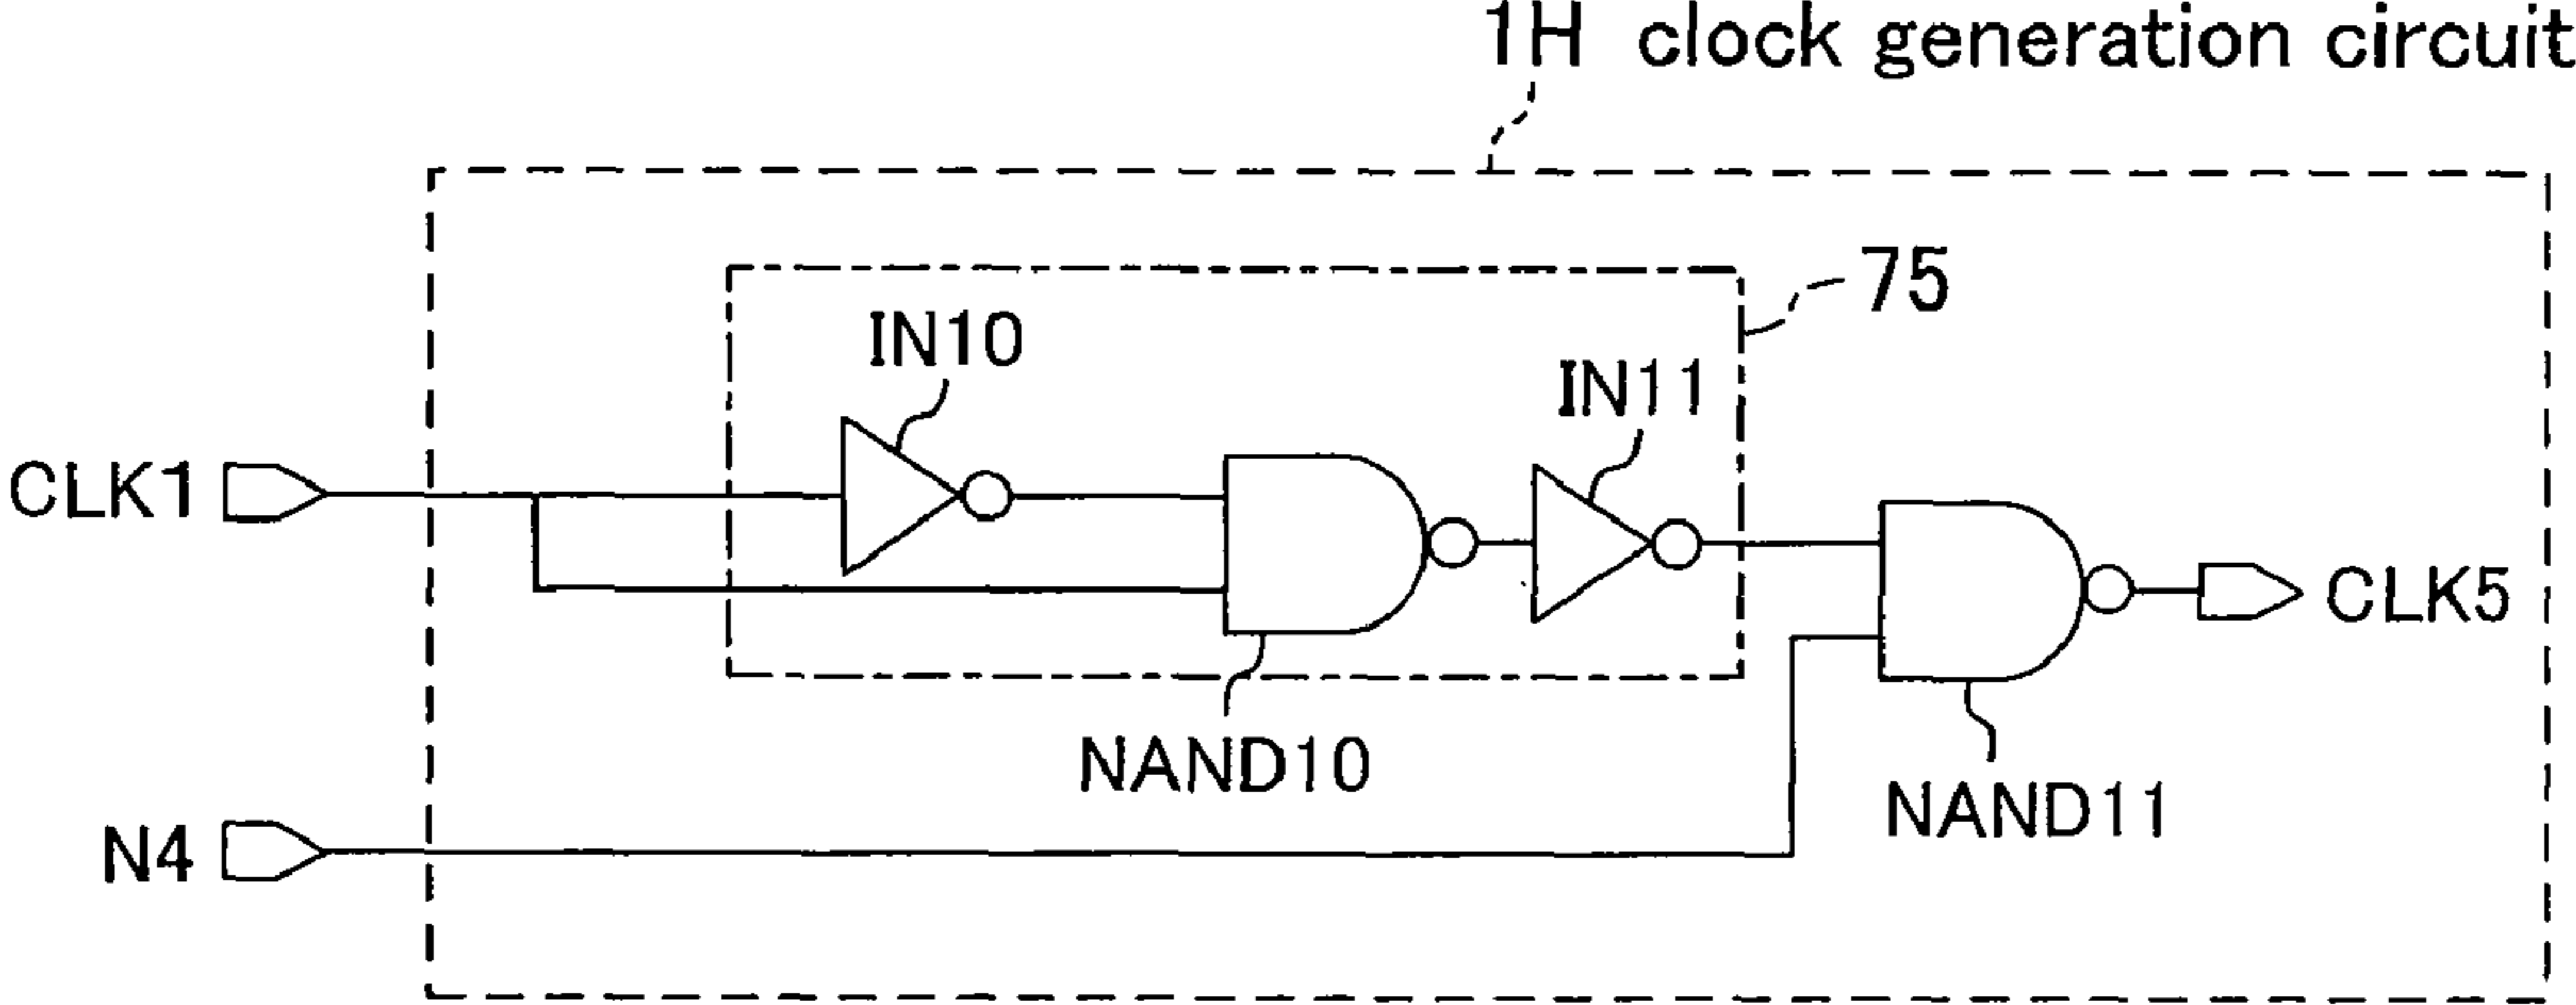 1H clock generation circuit
75
IN10
IN11
CLK1
CLK5
NAND10
NAND11
N4